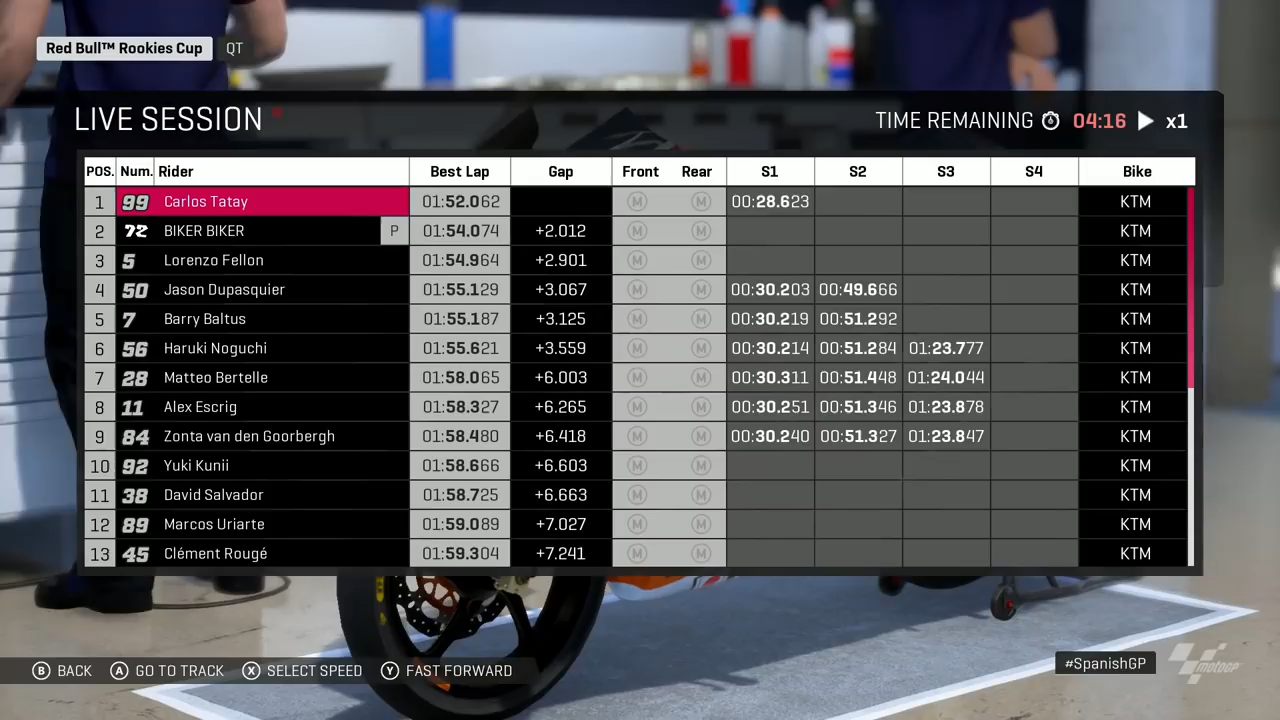 Red Bull™ Rookies Cup QT
LIVE SESSION
TIME REMAINING 04:16 x1
POS. Num. Rider Best Lap Gap Front Rear S1 S2 S3 S4 Bike
1 99 Carlos Tatay 01:52.062 M M 00:28.623 KTM
2 72 BIKER BIKER P 01:54.074 +2.012 M M KTM
3 5 Lorenzo Fellon 01:54.964 +2.901 M M KTM
4 50 Jason Dupasquier 01:55.129 +3.067 M M 00:30.203 00:49.666 KTM
5 7 Barry Baltus 01:55.187 +3.125 M M 00:30.219 00:51.292 KTM
6 56 Haruki Noguchi 01:55.621 +3.559 M M 00:30.214 00:51.284 01:23.777 KTM
7 28 Matteo Bertelle 01:58.065 +6.003 M M 00:30.311 00:51.448 01:24.044 KTM
8 11 Alex Escrig 01:58.327 +6.265 M M 00:30.251 00:51.346 01:23.878 KTM
9 84 Zonta van den Goorbergh 01:58.480 +6.418 M M 00:30.240 00:51.327 01:23.847 KTM
10 92 Yuki Kunii 01:58.666 +6.603 M M KTM
11 38 David Salvador 01:58.725 +6.663 M M KTM
12 89 Marcos Uriarte 01:59.089 +7.027 M M KTM
13 45 Clément Rougé 01:59.304 +7.241 M M KTM
B BACK A GO TO TRACK X SELECT SPEED Y FAST FORWARD
#SpanishGP
MotoGP